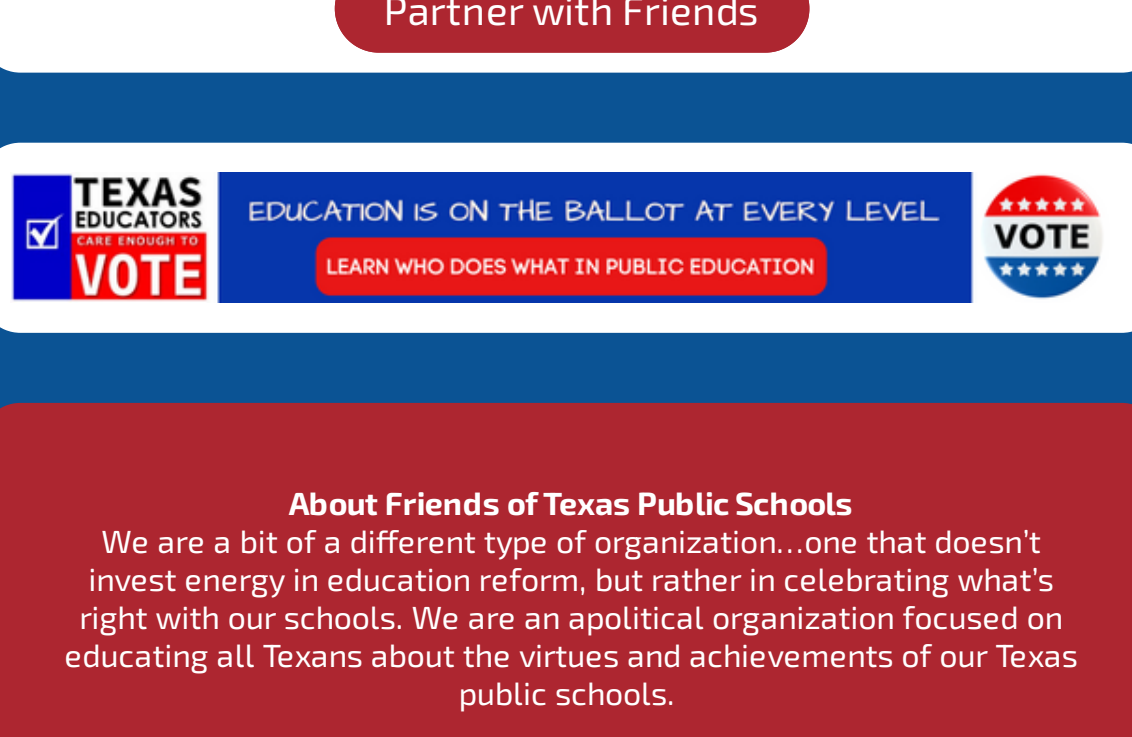 Partner with Friends
TEXAS
EDUCATORS
CARE ENOUGH TO
VOTE
EDUCATION IS ON THE BALLOT AT EVERY LEVEL
LEARN WHO DOES WHAT IN PUBLIC EDUCATION
VOTE
About Friends of Texas Public Schools
We are a bit of a different type of organization…one that doesn’t
invest energy in education reform, but rather in celebrating what’s
right with our schools. We are an apolitical organization focused on
educating all Texans about the virtues and achievements of our Texas
public schools.